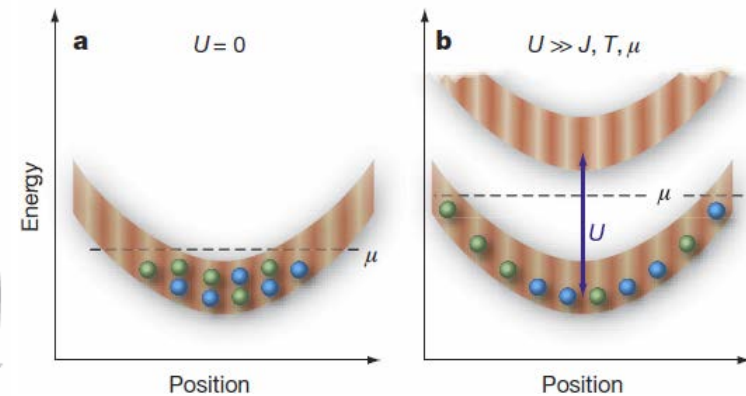 a
U = 0
μ
Energy
Position
b
U ≫ J, T, μ
μ
U
Position